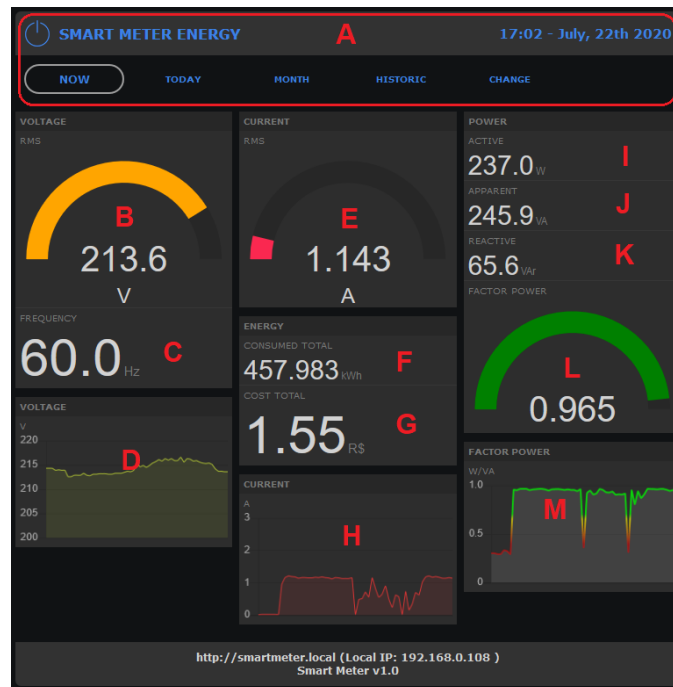 SMART METER ENERGY
A
17:02 - July, 22th 2020
NOW
TODAY
MONTH
HISTORIC
CHANGE
VOLTAGE
RMS
B
213.6
V
FREQUENCY
60.0 Hz
C
VOLTAGE
V
220
215
210
205
200
D
CURRENT
RMS
E
1.143
A
ENERGY
CONSUMED TOTAL
457.983 kWh
F
COST TOTAL
1.55 R$
G
CURRENT
A
3
2
1
0
H
POWER
ACTIVE
237.0 W
I
APPARENT
245.9 VA
J
REACTIVE
65.6 VAr
K
FACTOR POWER
L
0.965
FACTOR POWER
W/VA
1.0
0.5
0
M
http://smartmeter.local (Local IP: 192.168.0.108 )
Smart Meter v1.0